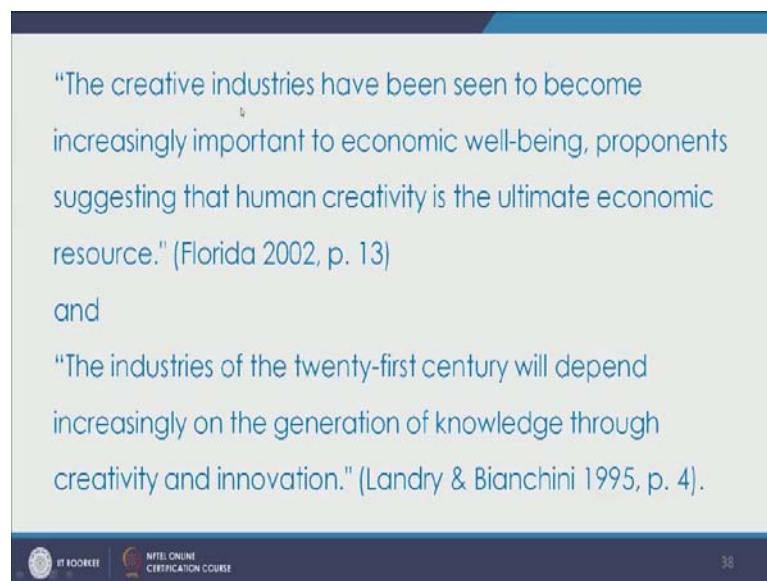 “The creative industries have been seen to become
increasingly important to economic well-being, proponents
suggesting that human creativity is the ultimate economic
resource." (Florida 2002, p. 13)
and
“The industries of the twenty-first century will depend
increasingly on the generation of knowledge through
creativity and innovation." (Landry & Bianchini 1995, p. 4).
IIT ROORKEE
NPTEL ONLINE
CERTIFICATION COURSE
38